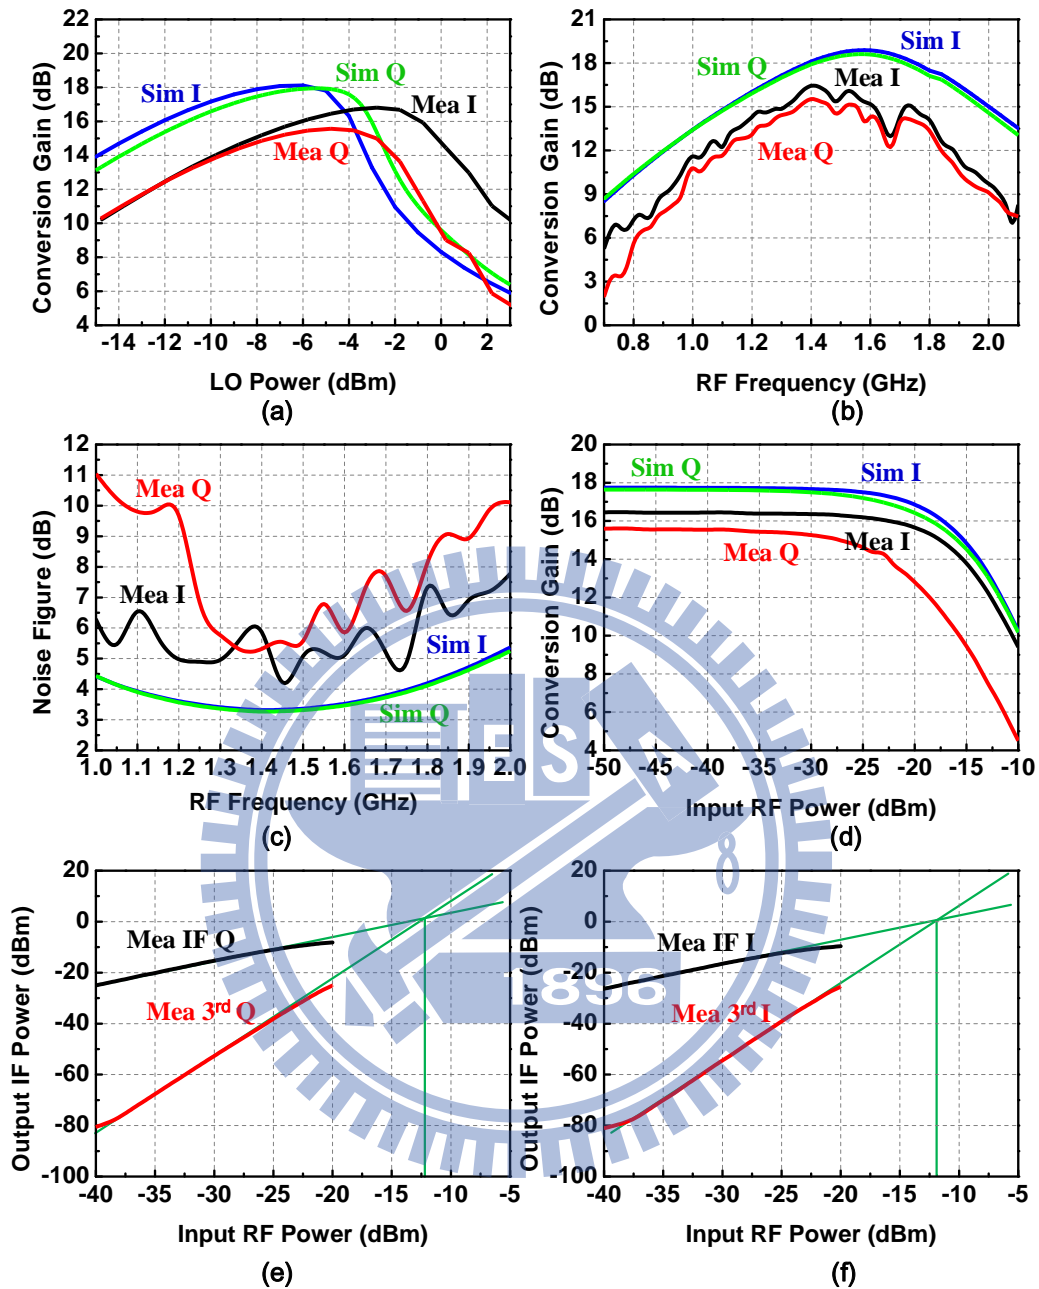 22
20
18
16
14
12
10
8
6
4
Conversion Gain (dB)
Sim I
Sim Q
Mea I
Mea Q
-14 -12 -10 -8 -6 -4 -2 0 2
LO Power (dBm)
(a)
21
18
15
12
9
6
3
0
Conversion Gain (dB)
Sim Q
Sim I
Mea I
Mea Q
0.8 1.0 1.2 1.4 1.6 1.8 2.0
RF Frequency (GHz)
(b)
12
11
10
9
8
7
6
5
4
3
2
Noise Figure (dB)
Mea Q
Mea I
Sim I
Sim Q
1.0 1.1 1.2 1.3 1.4 1.5 1.6 1.7 1.8 1.9 2.0
RF Frequency (GHz)
(c)
20
18
16
14
12
10
8
6
4
Conversion Gain (dB)
Sim Q
Sim I
Mea I
Mea Q
-50 -45 -40 -35 -30 -25 -20 -15 -10
Input RF Power (dBm)
(d)
20
0
-20
-40
-60
-80
-100
Output IF Power (dBm)
Mea IF Q
Mea 3rd Q
-40 -35 -30 -25 -20 -15 -10 -5
Input RF Power (dBm)
(e)
20
0
-20
-40
-60
-80
-100
Output IF Power (dBm)
Mea IF I
Mea 3rd I
-40 -35 -30 -25 -20 -15 -10 -5
Input RF Power (dBm)
(f)
ES
1896